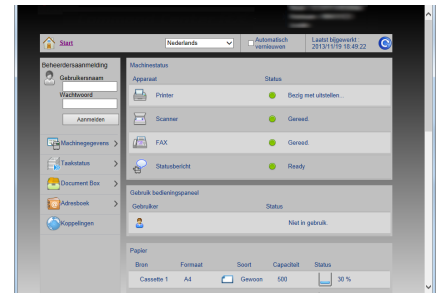 Start
Nederlands
Automatisch vernieuwen
Laatst bijgewerkt :
2013/11/19 18:49:22
Beheerdersaanmelding
Gebruikersnaam
Wachtwoord
Aanmelden
Machinegegevens
Taakstatus
Document Box
Adresboek
Koppelingen
Machinestatus
Apparaat Status
Printer Bezig met uitstellen...
Scanner Gereed.
FAX Gereed.
Statusbericht Ready
Gebruik bedieningspaneel
Gebruiker Status
Niet in gebruik.
Papier
Bron Formaat Soort Capaciteit Status
Cassette 1 A4 Gewoon 500 30 %